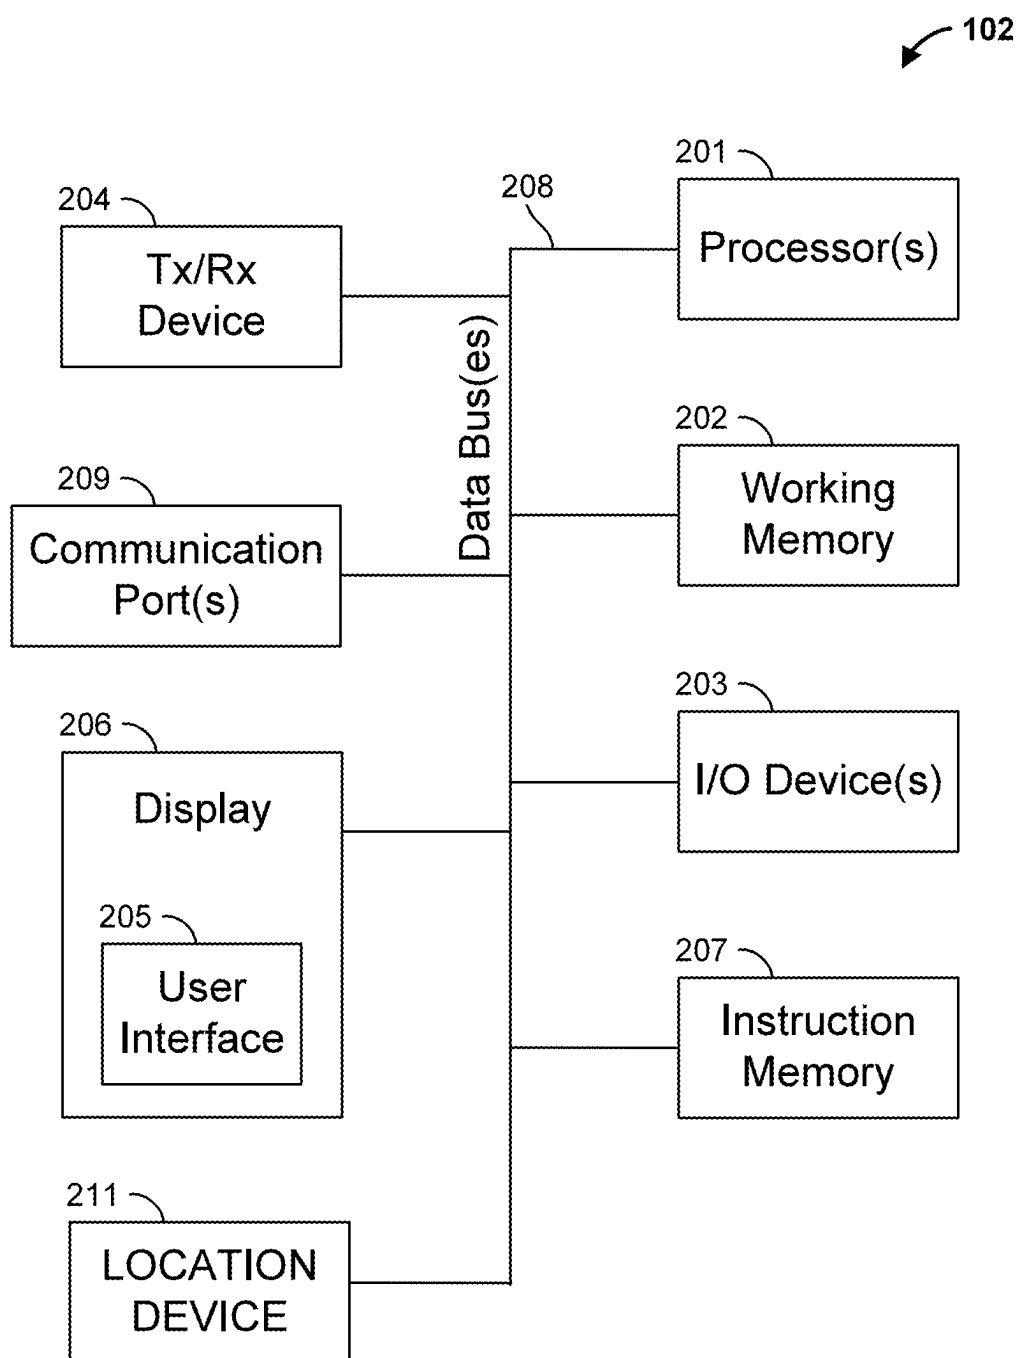 102
201
204
208
Processor(s)
Tx/Rx
Device
Data Bus(es)
202
209
Working
Memory
Communication
Port(s)
203
206
I/O Device(s)
Display
205
207
User
Interface
Instruction
Memory
211
LOCATION
DEVICE